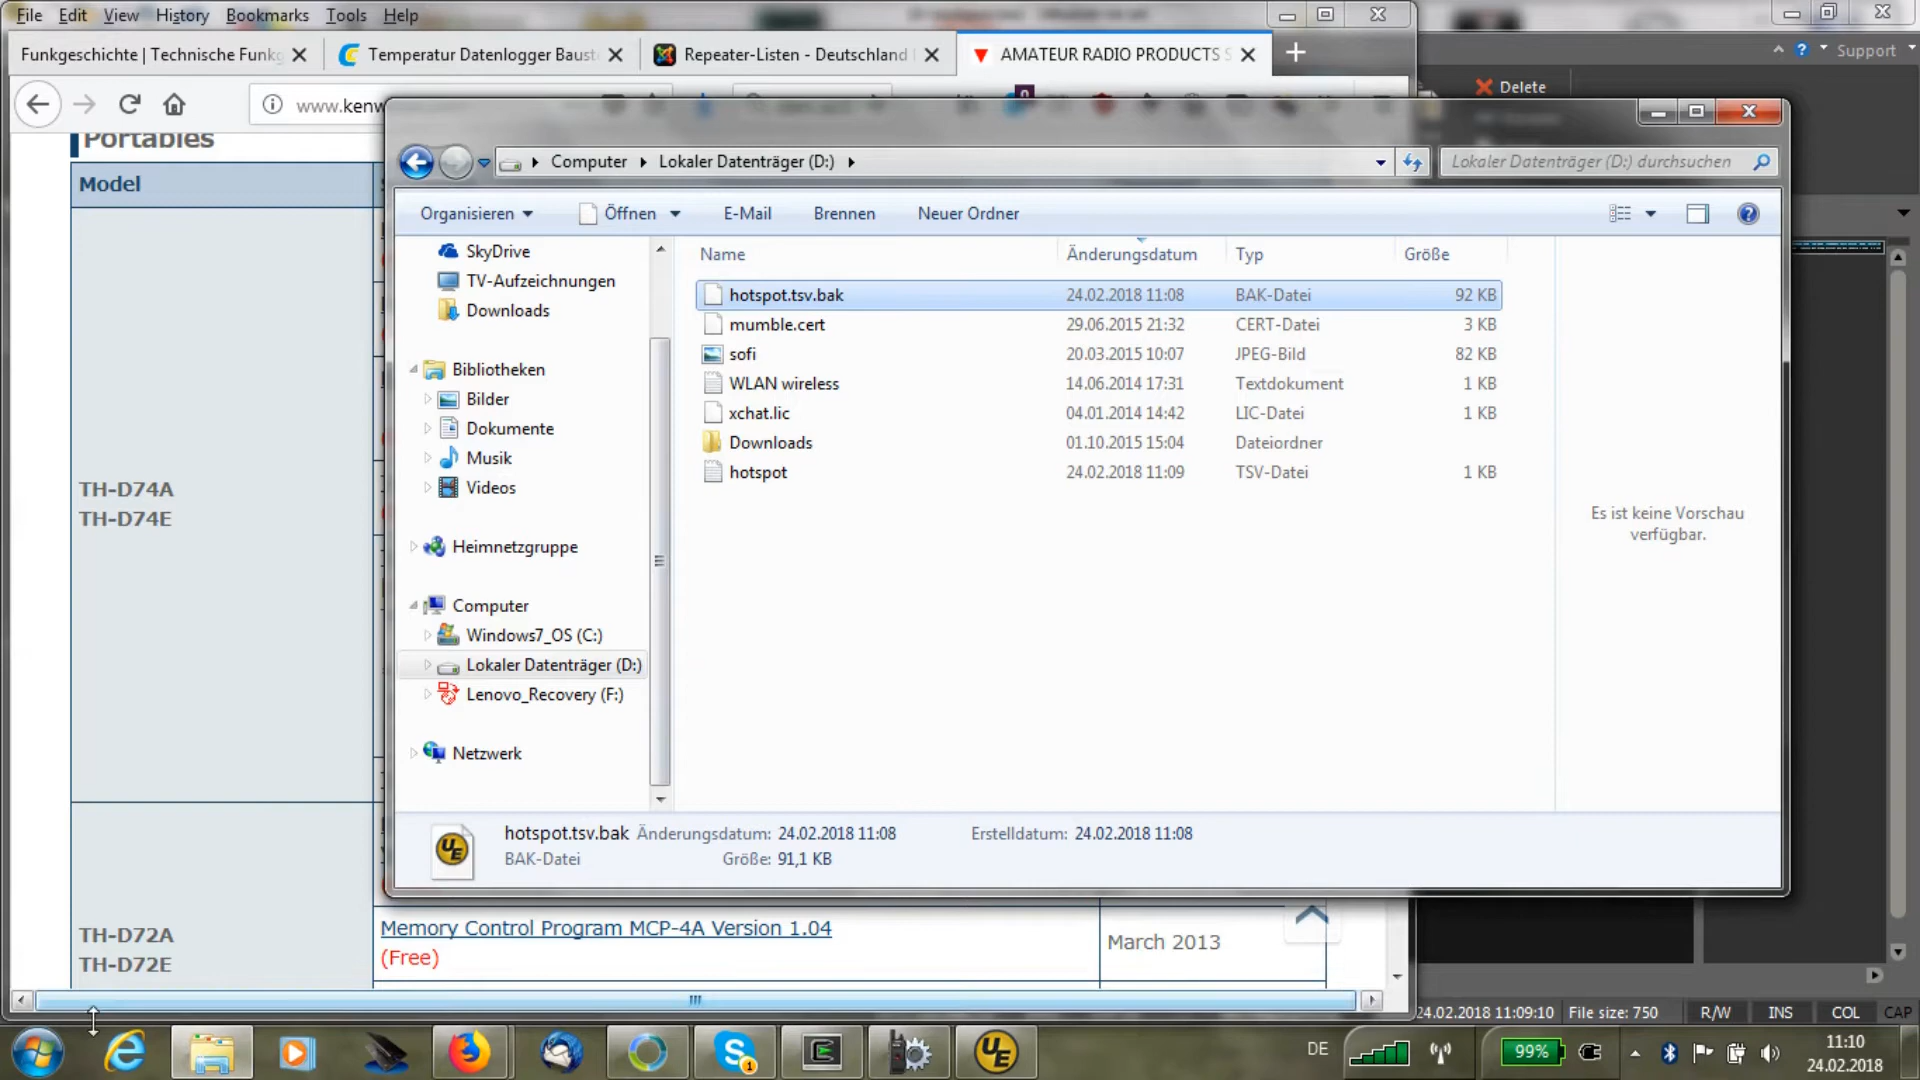 File Edit View History Bookmarks Tools Help
Funkgeschichte | Technische Funkg
Temperatur Datenlogger Baust
Repeater-Listen - Deutschland
AMATEUR RADIO PRODUCTS S
Support
Delete
www.kenw
Computer Lokaler Datenträger (D:)
Lokaler Datenträger (D:) durchsuchen
Organisieren Öffnen E-Mail Brennen Neuer Ordner
Portables
Model
TH-D74A
TH-D74E
SkyDrive
TV-Aufzeichnungen
Downloads
Bibliotheken
Bilder
Dokumente
Musik
Videos
Heimnetzgruppe
Computer
Windows7_OS (C:)
Lokaler Datenträger (D:)
Lenovo_Recovery (F:)
Netzwerk
Name Änderungsdatum Typ Größe
hotspot.tsv.bak 24.02.2018 11:08 BAK-Datei 92 KB
mumble.cert 29.06.2015 21:32 CERT-Datei 3 KB
sofi 20.03.2015 10:07 JPEG-Bild 82 KB
WLAN wireless 14.06.2014 17:31 Textdokument 1 KB
xchat.lic 04.01.2014 14:42 LIC-Datei 1 KB
Downloads 01.10.2015 15:04 Dateiordner
hotspot 24.02.2018 11:09 TSV-Datei 1 KB
Es ist keine Vorschau
verfügbar.
hotspot.tsv.bak Änderungsdatum: 24.02.2018 11:08 Erstelldatum: 24.02.2018 11:08
BAK-Datei Größe: 91,1 KB
TH-D72A
TH-D72E
Memory Control Program MCP-4A Version 1.04
(Free)
March 2013
24.02.2018 11:09:10 File size: 750 R/W INS COL CAP
DE
99%
11:10
24.02.2018